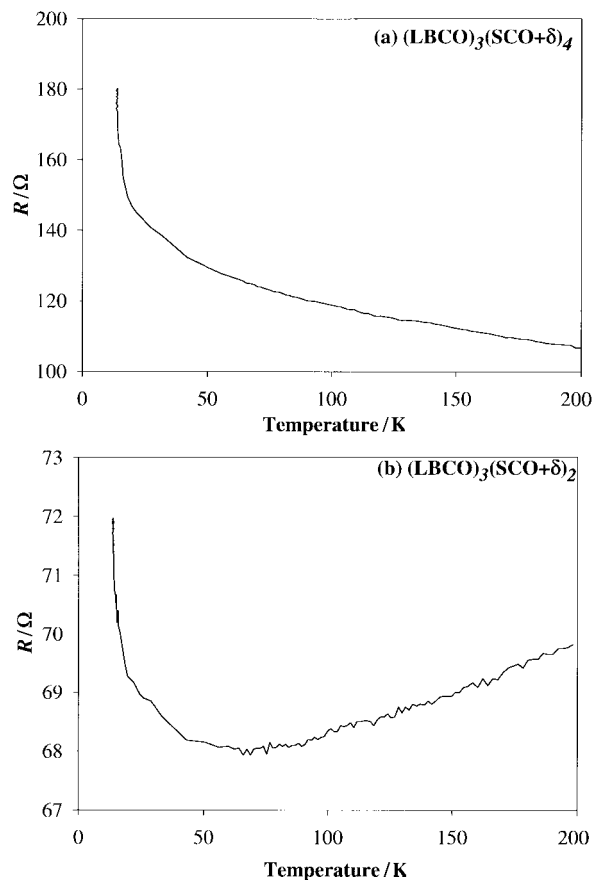 (a) (LBCO)3(SCO+δ)4
200
180
160
140
120
100
R/Ω
0 50 100 150 200
Temperature/K
(b) (LBCO)3(SCO+δ)2
73
72
71
70
69
68
67
R/Ω
0 50 100 150 200
Temperature/K